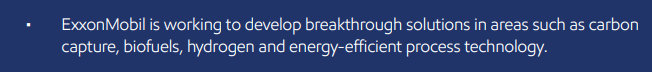 ▪ ExxonMobil is working to develop breakthrough solutions in areas such as carbon
capture, biofuels, hydrogen and energy-efficient process technology.